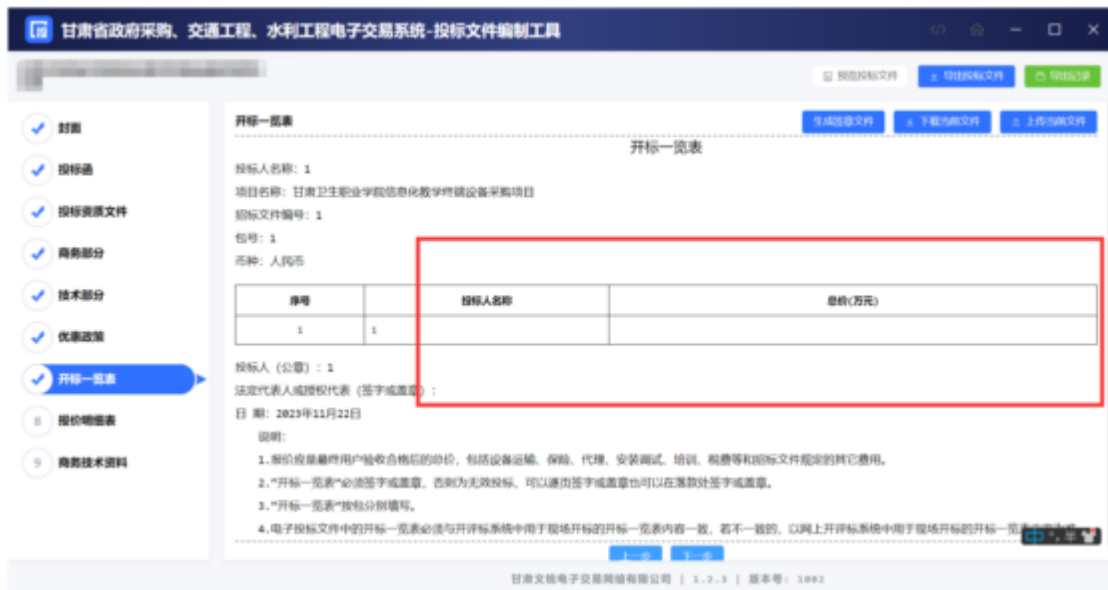 甘肃省政府采购、交通工程、水利工程电子交易系统-投标文件编制工具
预览投标文件
导出投标文件
导出记录
封面
投标函
投标资质文件
商务部分
技术部分
优惠政策
开标一览表
8 报价明细表
9 商务技术资料
开标一览表
生成签章文件
下载当前文件
上传当前文件
开标一览表
投标人名称: 1
项目名称: 甘肃卫生职业学院信息化教学终端设备采购项目
招标文件编号: 1
包号: 1
币种: 人民币
序号 投标人名称 总价(万元)
1 1
投标人（公章）: 1
法定代表人或授权代表（签字或盖章）:
日 期: 2023年11月22日
说明:
1.报价应是最终用户验收合格后的总价, 包括设备运输、保险、代理、安装调试、培训、税费等和招标文件规定的其它费用。
2."开标一览表"必须签字或盖章, 否则为无效投标, 可以逐页签字或盖章也可以在落款处签字或盖章。
3."开标一览表"按包分别填写。
4.电子投标文件中的开标一览表必须与开评标系统中用于现场开标的开标一览表内容一致, 若不一致的, 以网上开评标系统中用于现场开标的开标一览表
中 半
上一步
下一步
甘肃文锐电子交易网络有限公司 | 1.2.3 | 版本号: 1002